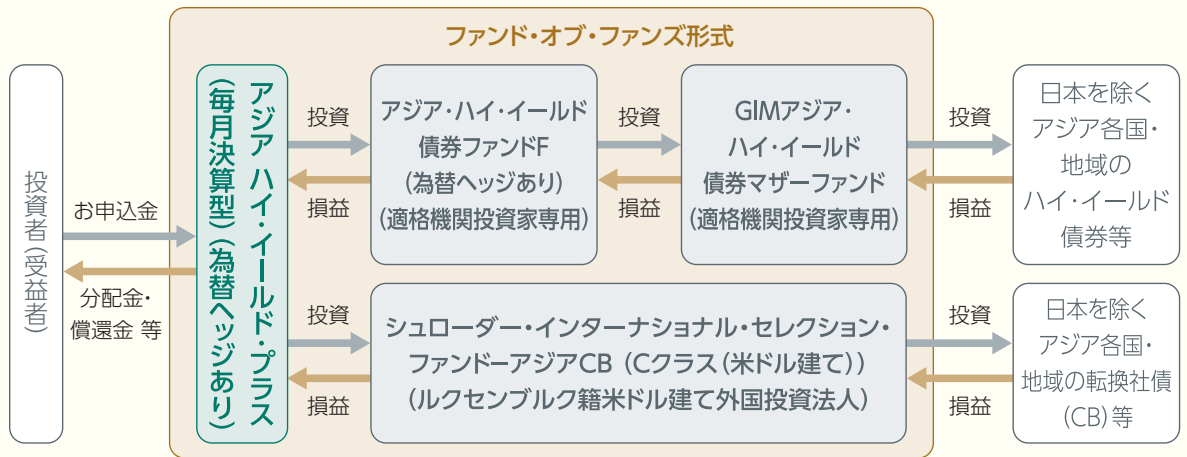 ファンド・オブ・ファンズ形式
投資者(受益者)
お申込金
分配金・
償還金 等
アジア ハイ・イールド・プラス
(毎月決算型)(為替ヘッジあり)
投資
損益
アジア・ハイ・イールド
債券ファンドF
(為替ヘッジあり)
(適格機関投資家専用)
投資
損益
GIMアジア・
ハイ・イールド
債券マザーファンド
(適格機関投資家専用)
投資
損益
日本を除く
アジア各国・
地域の
ハイ・イールド
債券等
投資
損益
シュローダー・インターナショナル・セレクション・
ファンドーアジアCB (Cクラス(米ドル建て))
(ルクセンブルク籍米ドル建て外国投資法人)
投資
損益
日本を除く
アジア各国・
地域の転換社債
(CB)等